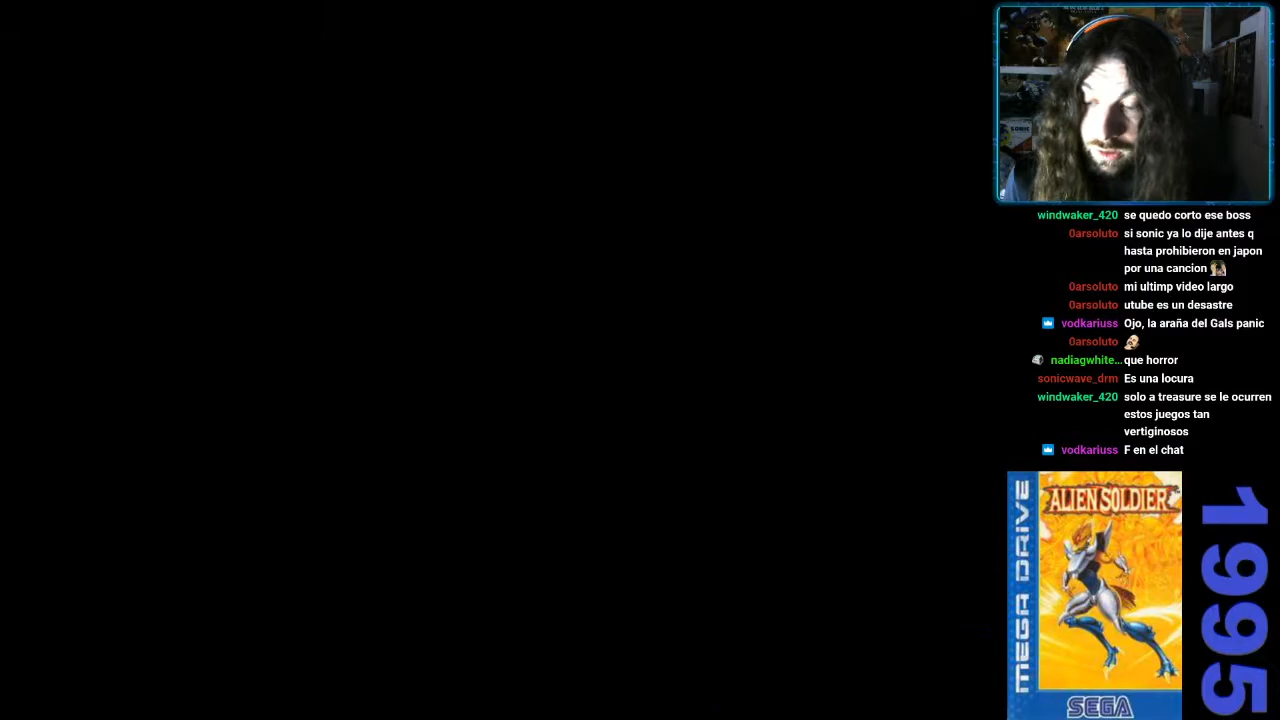 SONIC
windwaker_420 se quedo corto ese boss
0arsoluto si sonic ya lo dije antes q
hasta prohibieron en japon
por una cancion
0arsoluto mi ultimp video largo
0arsoluto utube es un desastre
vodkariuss Ojo, la araña del Gals panic
0arsoluto
nadiagwhite... que horror
sonicwave_drm Es una locura
windwaker_420 solo a treasure se le ocurren
estos juegos tan
vertiginosos
vodkariuss F en el chat
MEGA DRIVE
ALIEN SOLDIER
SEGA
1995